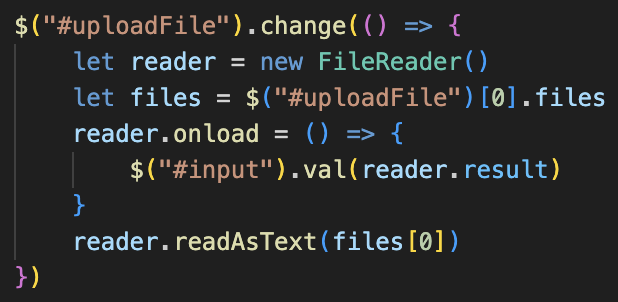 $("#uploadFile").change(() => {
    let reader = new FileReader()
    let files = $("#uploadFile")[0].files
    reader.onload = () => {
        $("#input").val(reader.result)
    }
    reader.readAsText(files[0])
})